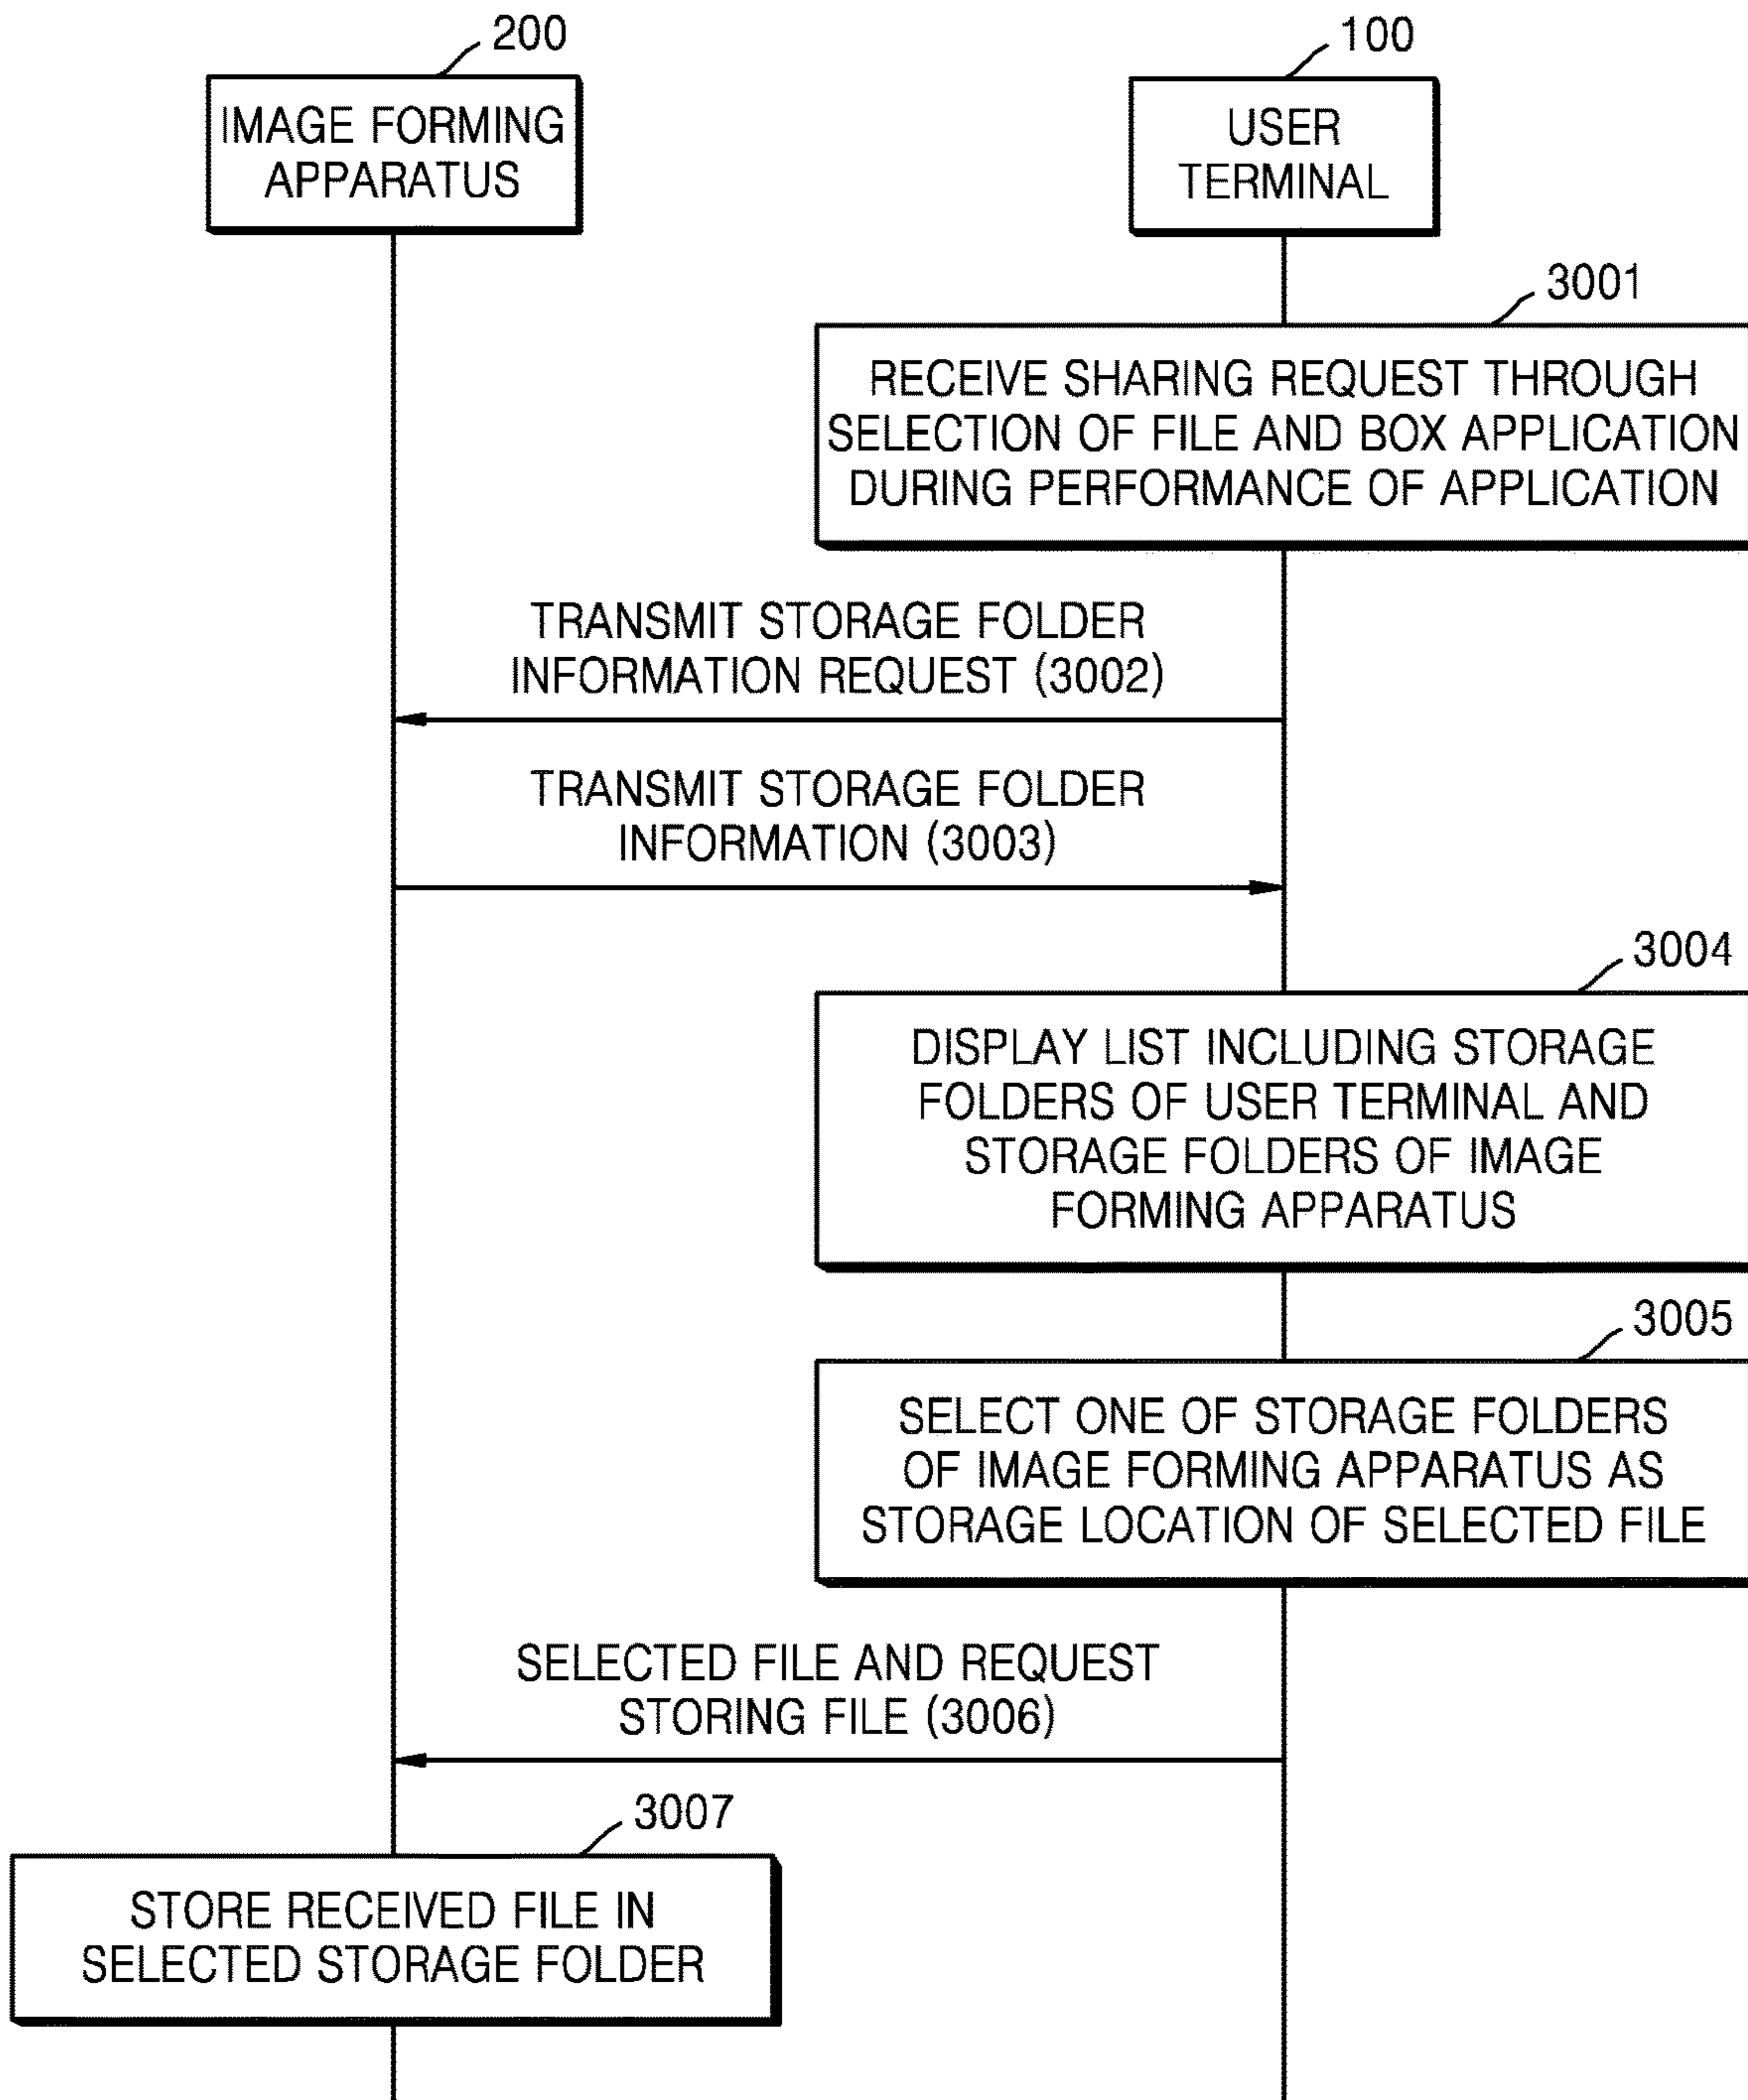 200
100
IMAGE FORMING
APPARATUS
USER
TERMINAL
3001
RECEIVE SHARING REQUEST THROUGH
SELECTION OF FILE AND BOX APPLICATION
DURING PERFORMANCE OF APPLICATION
TRANSMIT STORAGE FOLDER
INFORMATION REQUEST (3002)
TRANSMIT STORAGE FOLDER
INFORMATION (3003)
3004
DISPLAY LIST INCLUDING STORAGE
FOLDERS OF USER TERMINAL AND
STORAGE FOLDERS OF IMAGE
FORMING APPARATUS
3005
SELECT ONE OF STORAGE FOLDERS
OF IMAGE FORMING APPARATUS AS
STORAGE LOCATION OF SELECTED FILE
SELECTED FILE AND REQUEST
STORING FILE (3006)
3007
STORE RECEIVED FILE IN
SELECTED STORAGE FOLDER